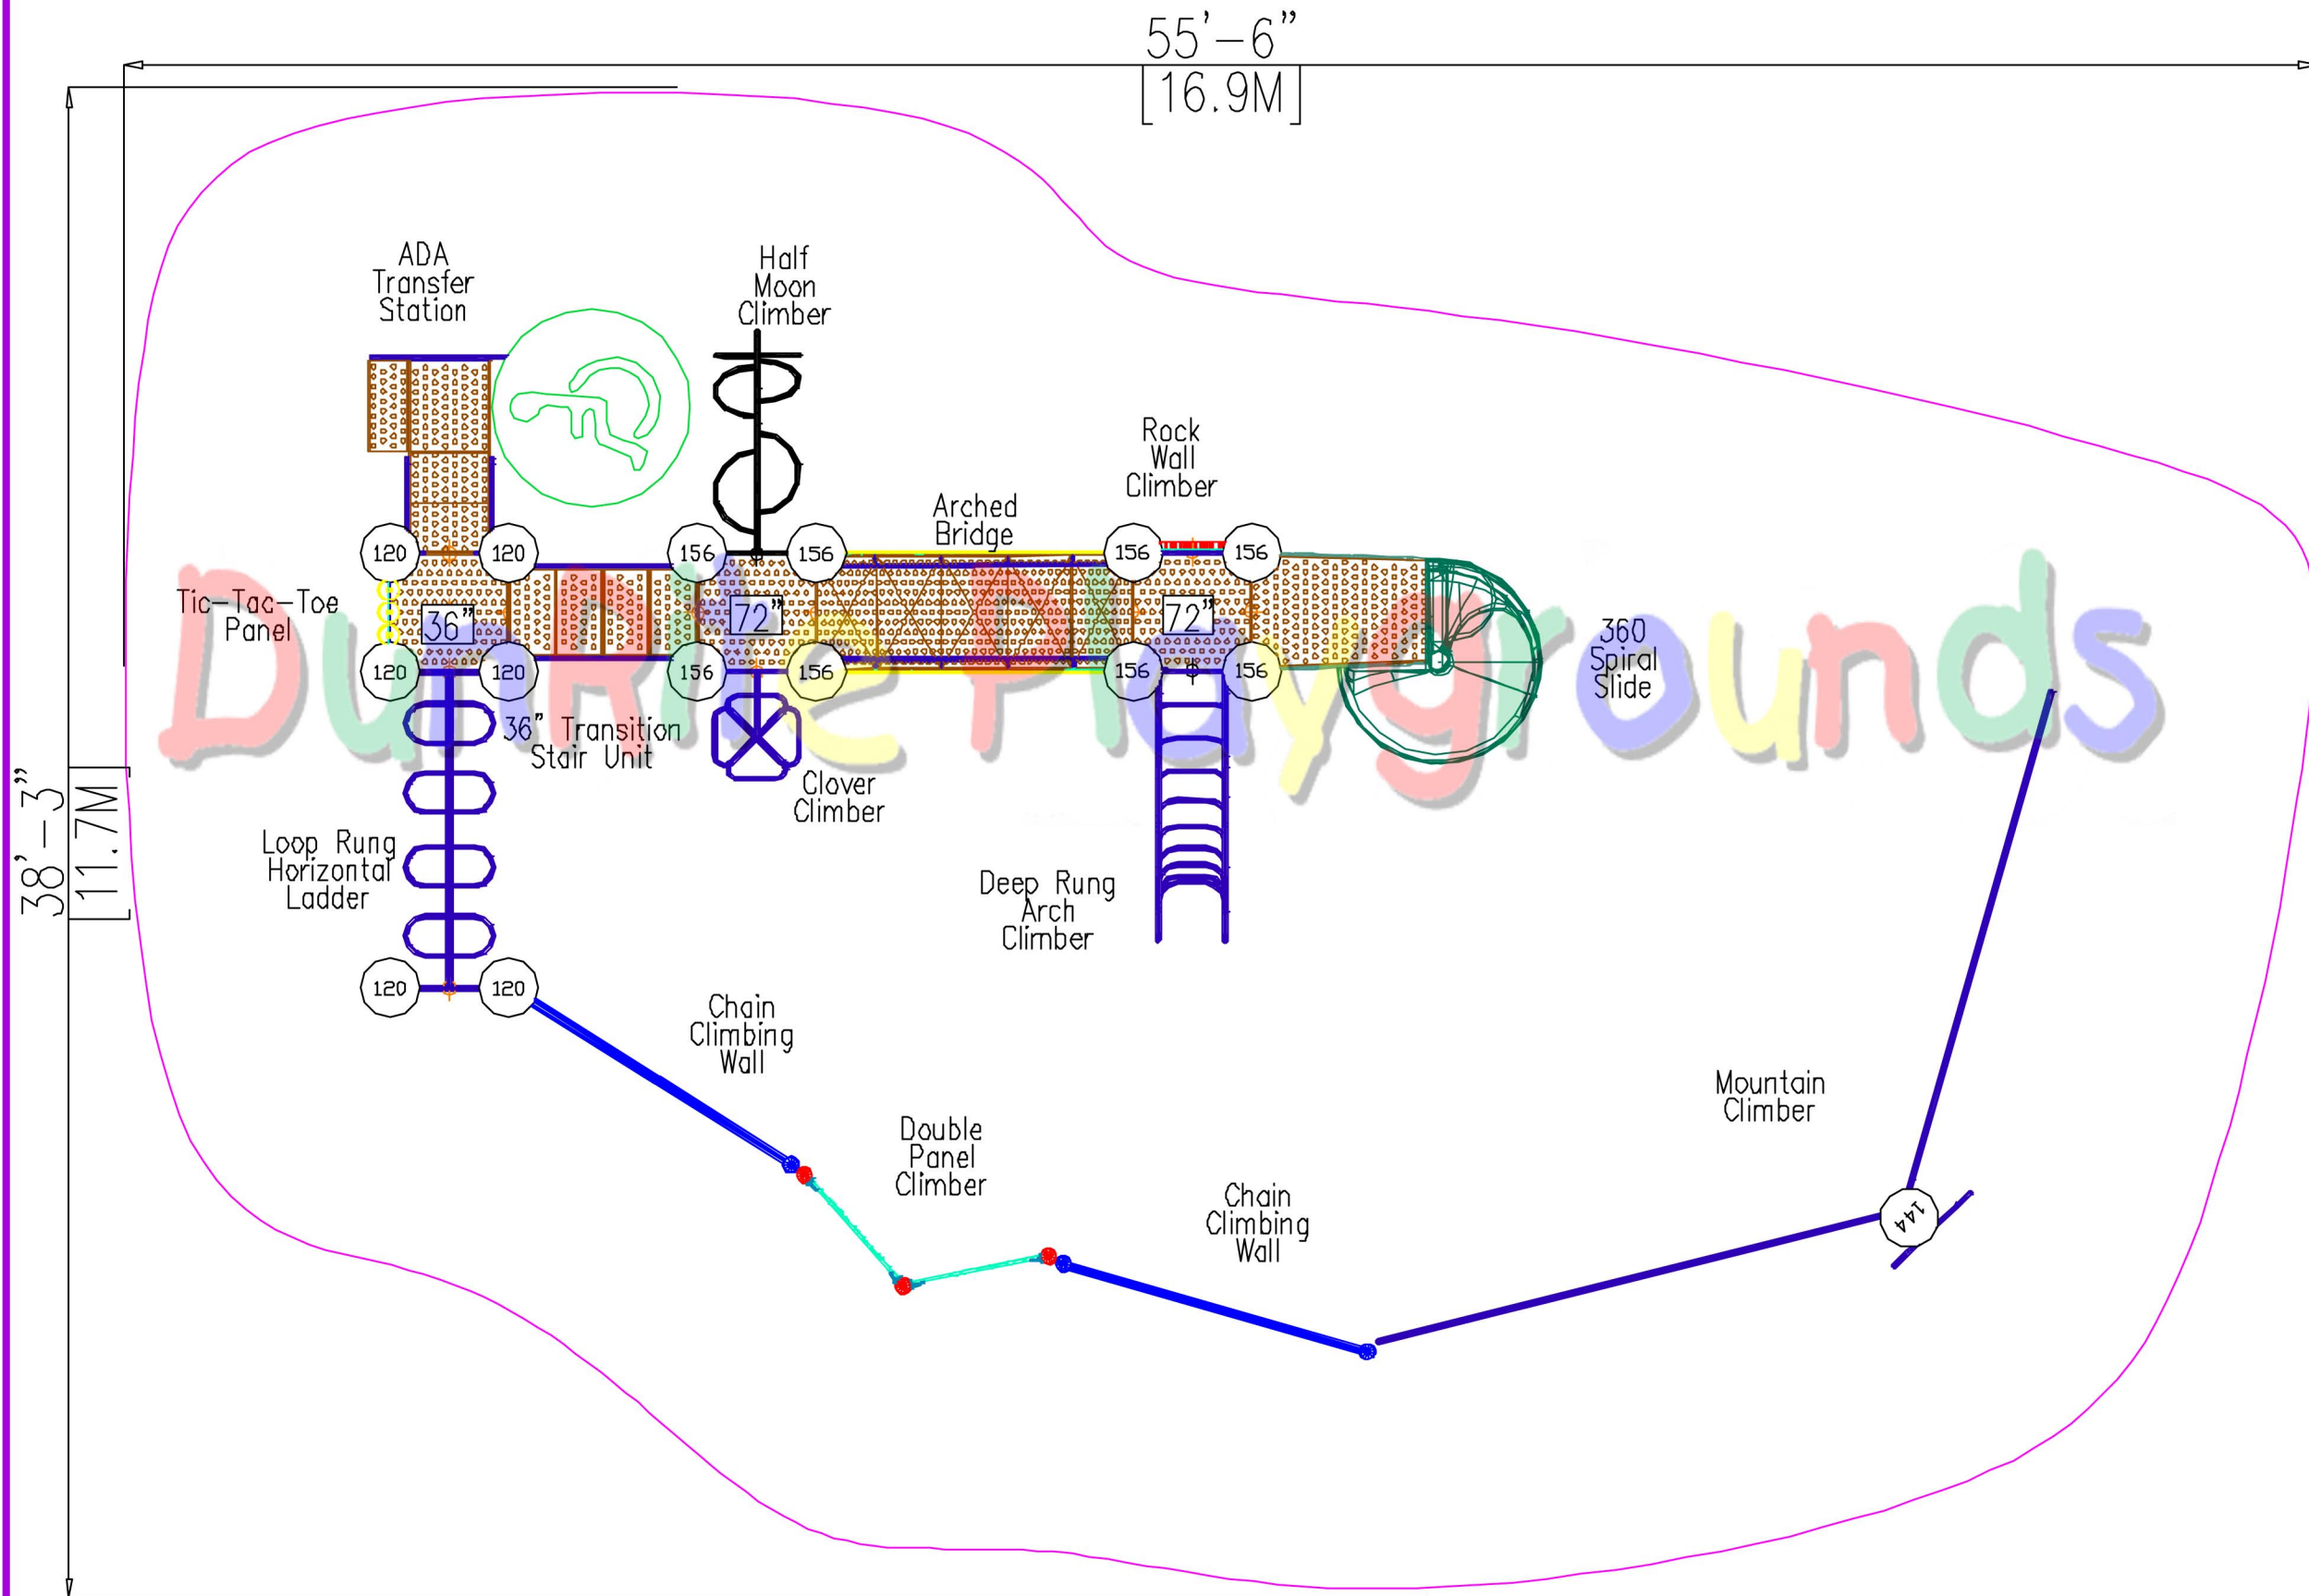 55'-6"
[16.9M]
ADA
Transfer
Station
Half
Moon
Climber
Rock
Wall
Climber
Arched
Bridge
120
120
156
156
156
156
Tic-Tac-Toe
Panel
36"
72"
72"
360
Spiral
Slide
120
120
156
156
156
156
DunRite Playgrounds
36" Transition
Stair Unit
Clover
Climber
38'-3"
[11.7M]
Loop Rung
Horizontal
Ladder
Deep Rung
Arch
Climber
120
120
Chain
Climbing
Wall
Mountain
Climber
Double
Panel
Climber
Chain
Climbing
Wall
144